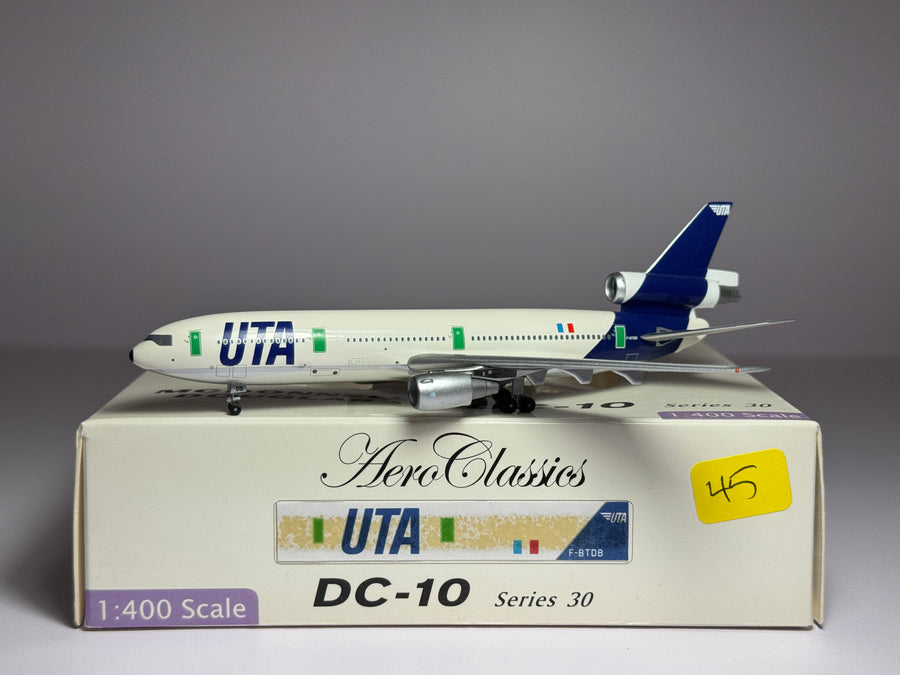 UTA
UTA
DC-10
Series 30
1:400 Scale
AeroClassics
45
UTA
UTA
F-BTDB
DC-10 Series 30
1:400 Scale